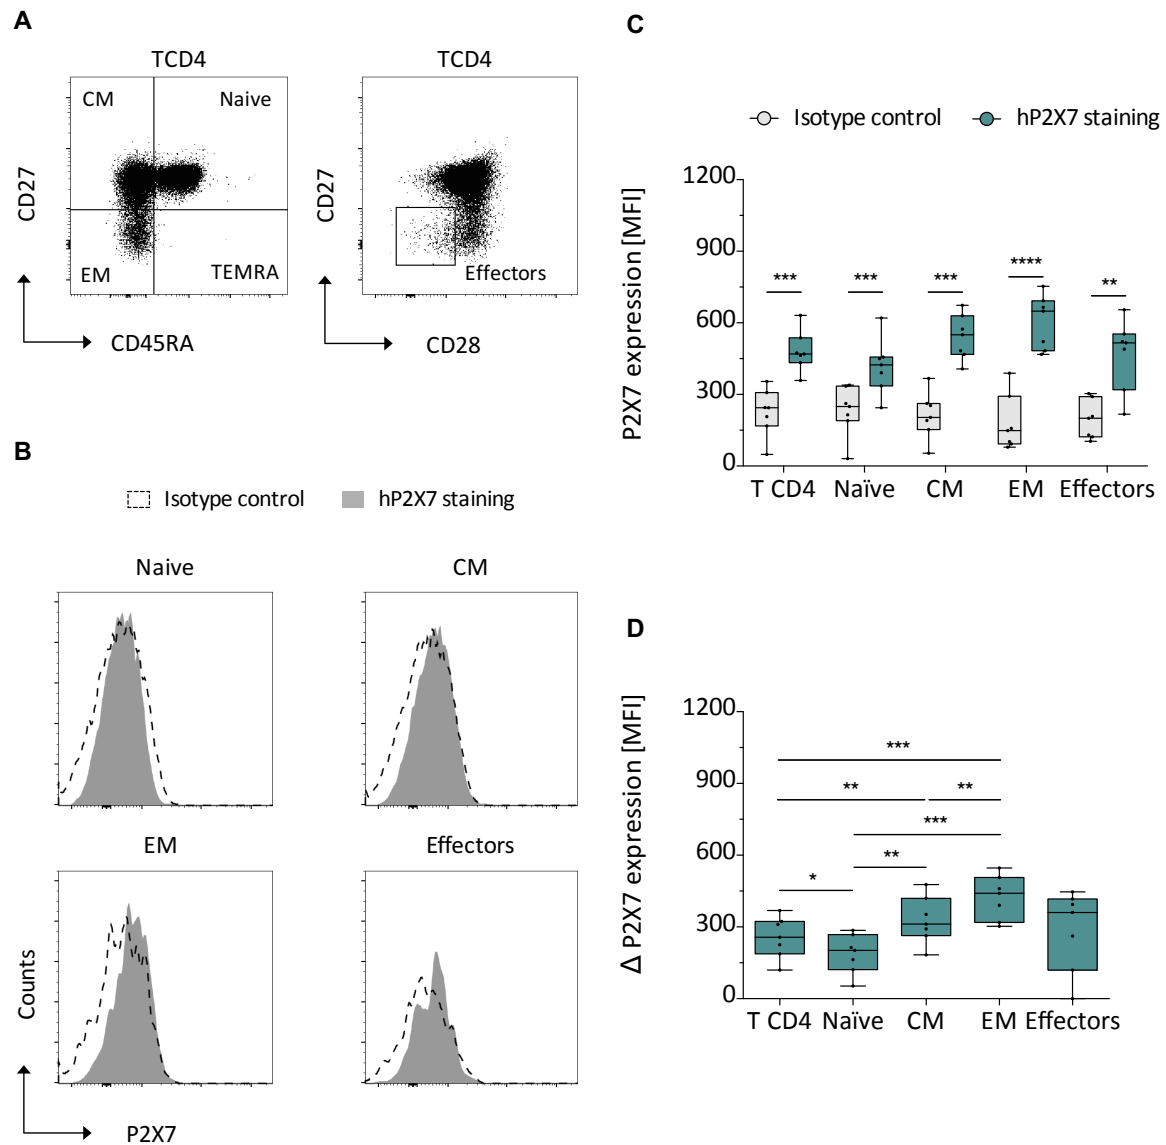 A
TCD4
CM
Naive
EM
TEMRA
CD27
CD45RA
TCD4
Effectors
CD27
CD28
B
Isotype control
hP2X7 staining
Naive
CM
EM
Effectors
Counts
P2X7
C
Isotype control
hP2X7 staining
P2X7 expression [MFI]
1200
900
600
300
0
***
***
***
****
**
T CD4
Naïve
CM
EM
Effectors
D
Δ P2X7 expression [MFI]
1200
900
600
300
0
***
**
**
***
**
*
T CD4
Naïve
CM
EM
Effectors